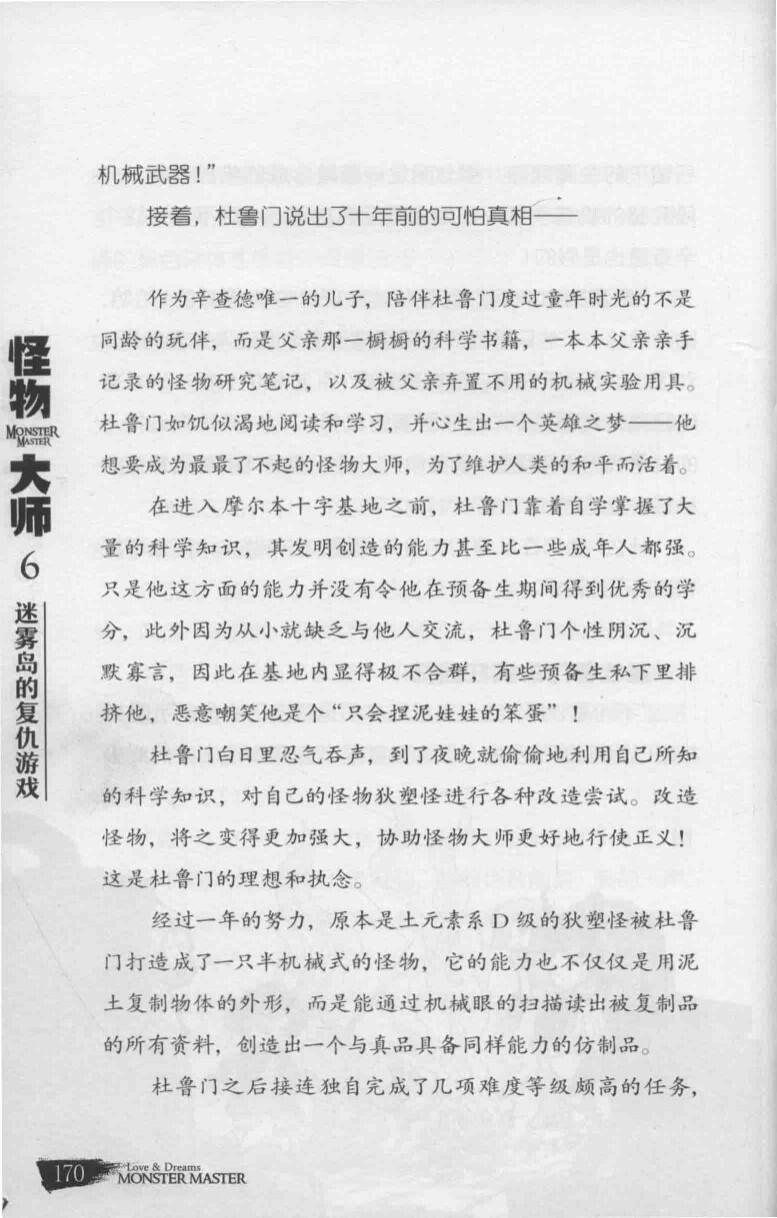 机械武器！”
接着，杜鲁门说出了十年前的可怕真相——
作为辛查德唯一的儿子，陪伴杜鲁门度过童年时光的不是
同龄的玩伴，而是父亲那一橱橱的科学书籍，一本本父亲亲手
记录的怪物研究笔记，以及被父亲弃置不用的机械实验用具。
杜鲁门如饥似渴地阅读和学习，并心生出一个英雄之梦——他
想要成为最最了不起的怪物大师，为了维护人类的和平而活着。
在进入摩尔本十字基地之前，杜鲁门靠着自学掌握了大
量的科学知识，其发明创造的能力甚至比一些成年人都强。
只是他这方面的能力并没有令他在预备生期间得到优秀的学
分，此外因为从小就缺乏与他人交流，杜鲁门个性阴沉、沉
默寡言，因此在基地内显得极不合群，有些预备生私下里排
挤他，恶意嘲笑他是个“只会捏泥娃娃的笨蛋”！
杜鲁门白日里忍气吞声，到了夜晚就偷偷地利用自己所知
的科学知识，对自己的怪物狄塑怪进行各种改造尝试。改造
怪物，将之变得更加强大，协助怪物大师更好地行使正义！
这是杜鲁门的理想和执念。
经过一年的努力，原本是土元素系 D 级的狄塑怪被杜鲁
门打造成了一只半机械式的怪物，它的能力也不仅仅是用泥
土复制物体的外形，而是能通过机械眼的扫描读出被复制品
的所有资料，创造出一个与真品具备同样能力的仿制品。
杜鲁门之后接连独自完成了几项难度等级颇高的任务，
怪物
MONSTER
MASTER
大师
6
迷雾岛的复仇游戏
170
Love & Dreams
MONSTER MASTER